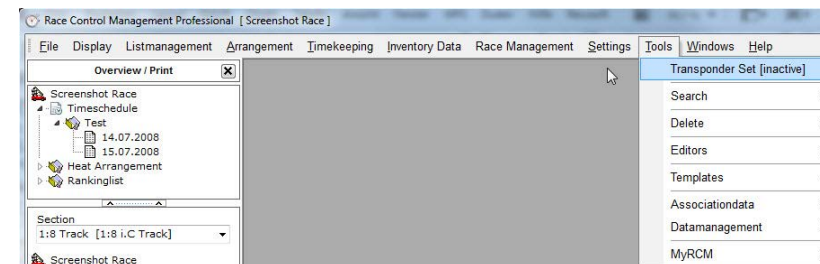 Race Control Management Professional [ Screenshot Race ]
File Display Listmanagement Arrangement Timekeeping Inventory Data Race Management Settings Tools Windows Help
Overview / Print
Transponder Set [inactive]
Screenshot Race
Timeschedule
Test
14.07.2008
15.07.2008
Heat Arrangement
Rankinglist
Search
Delete
Editors
Templates
Associationdata
Datamanagement
MyRCM
Section
1:8 Track [1:8 i.C Track]
Screenshot Race